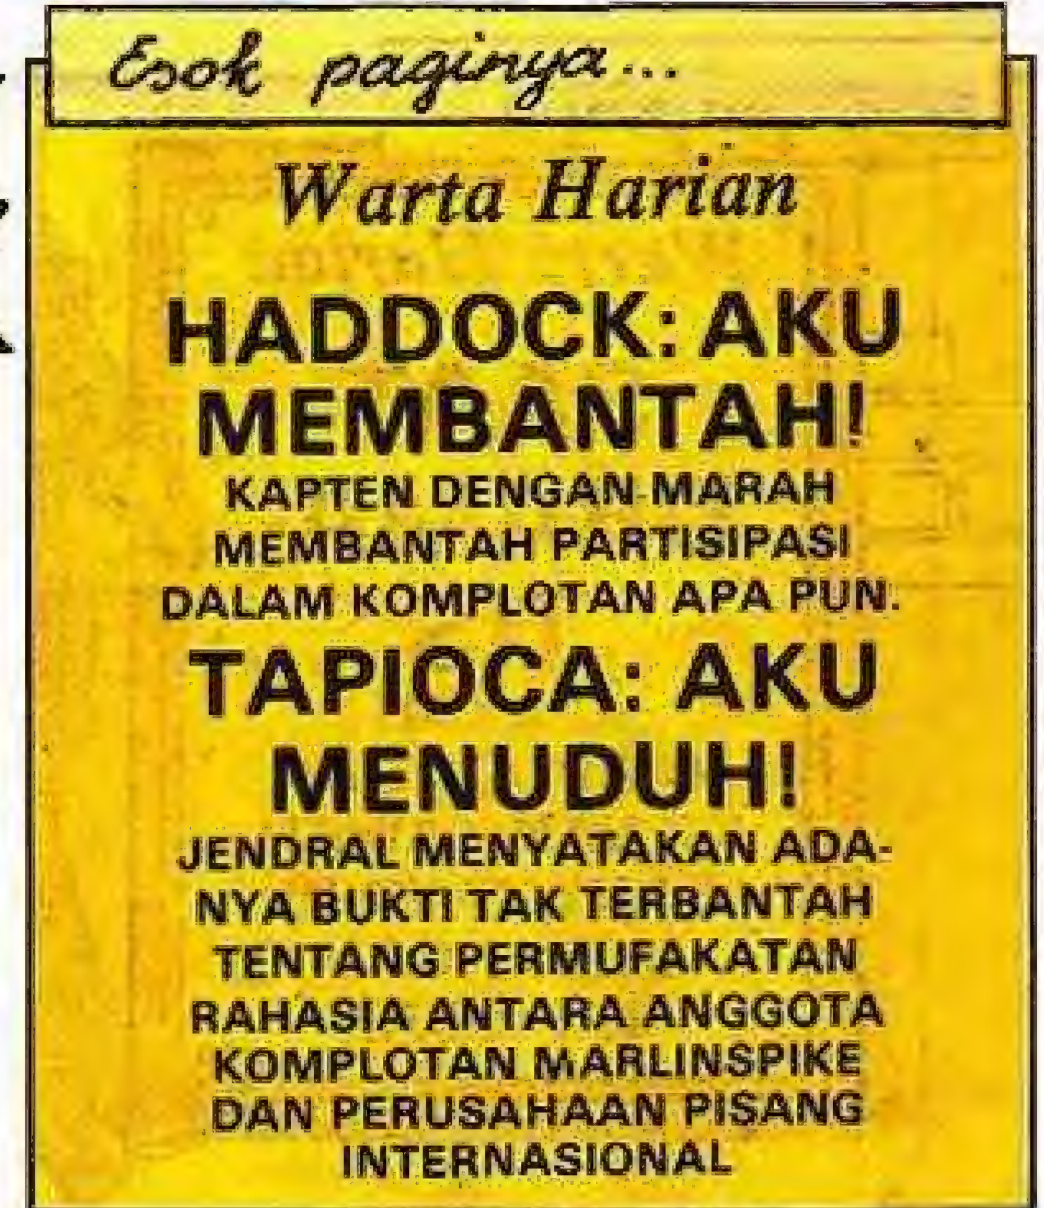 Esok paginya...
Warta Harian
HADDOCK: AKU
MEMBANTAH!
KAPTEN DENGAN MARAH
MEMBANTAH PARTISIPASI
DALAM KOMPLOTAN APA PUN.
TAPIOCA: AKU
MENUDUH!
JENDRAL MENYATAKAN ADA-
NYA BUKTI TAK TERBANTAH
TENTANG PERMUFAKATAN
RAHASIA ANTARA ANGGOTA
KOMPLOTAN MARLINSPIKE
DAN PERUSAHAAN PISANG
INTERNASIONAL